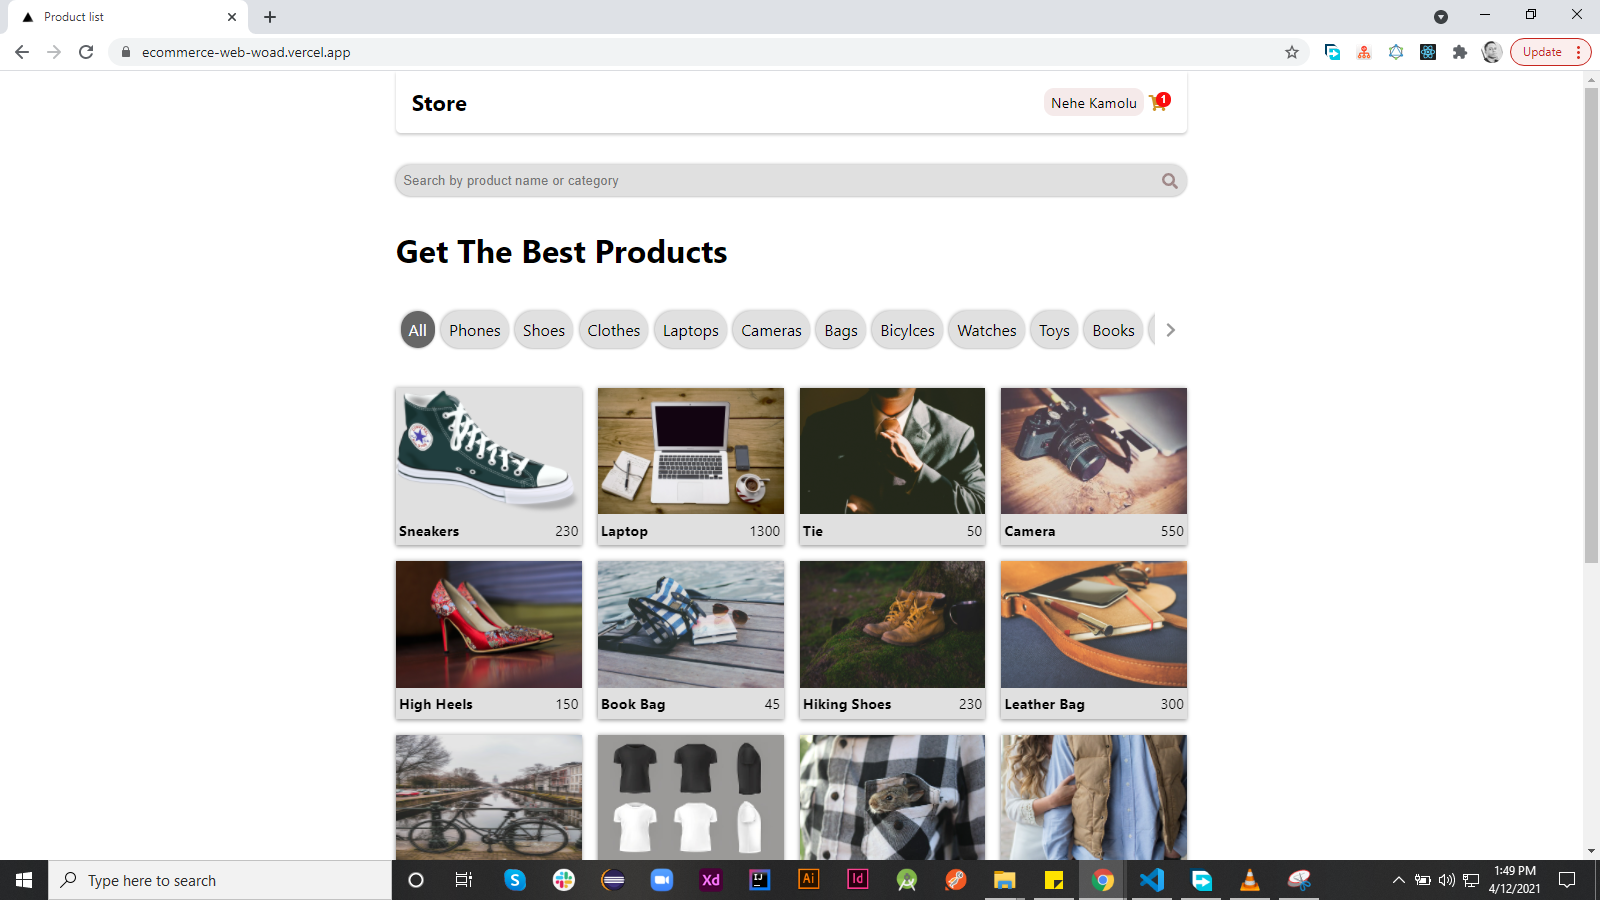 Product list
ecommerce-web-woad.vercel.app
Update
Store
Nehe Kamolu
1
Search by product name or category
Get The Best Products
All Phones Shoes Clothes Laptops Cameras Bags Bicylces Watches Toys Books
Sneakers 230 Laptop 1300 Tie 50 Camera 550
High Heels 150 Book Bag 45 Hiking Shoes 230 Leather Bag 300
Type here to search
S
Xd
IJ
Ai
Id
1:49 PM
4/12/2021